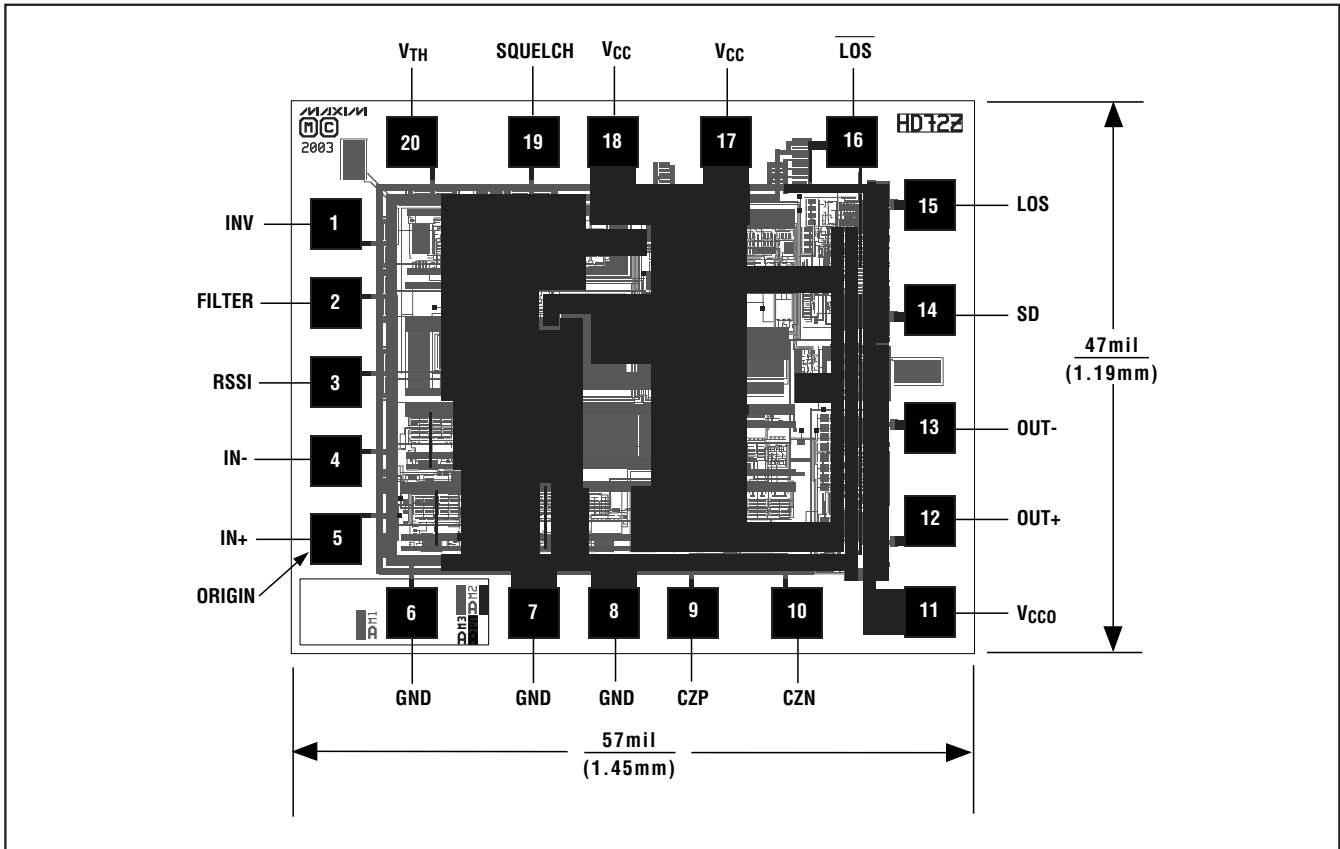 VTH SQUELCH VCC VCC L̅O̅S̅
MAXIM
MC
2003
HD72Z
20 19 18 17 16
INV 1
15 LOS
FILTER 2
14 SD
RSSI 3
47mil
(1.19mm)
IN- 4
13 OUT-
IN+ 5
12 OUT+
ORIGIN
M1 M3 M2
6 7 8 9 10
11 VCCO
GND GND GND CZP CZN
57mil
(1.45mm)